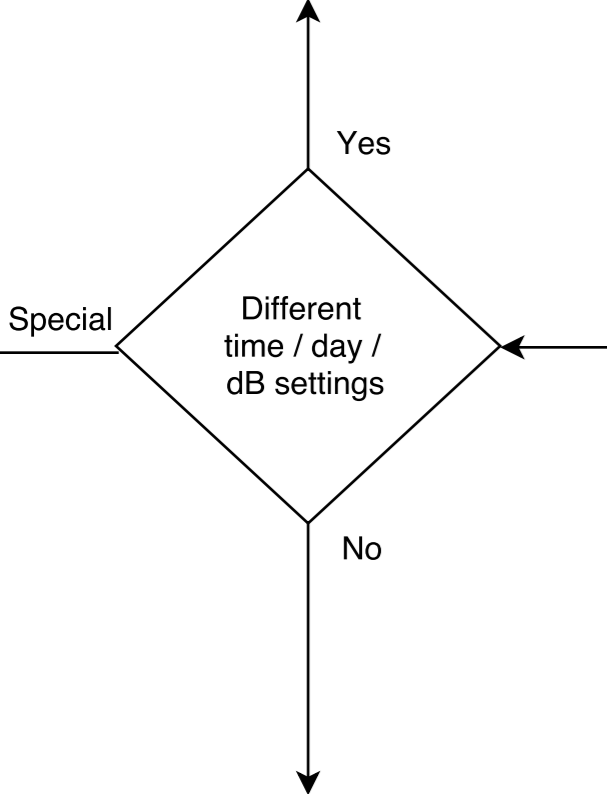 Yes
Special
Different
time / day /
dB settings
No